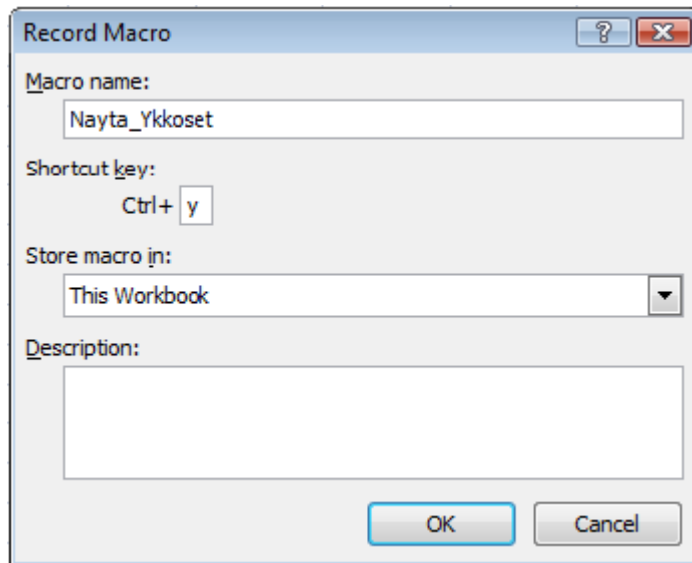 Record Macro
Macro name:
Nayta_Ykkoset
Shortcut key:
Ctrl+ y
Store macro in:
This Workbook
Description:
OK Cancel